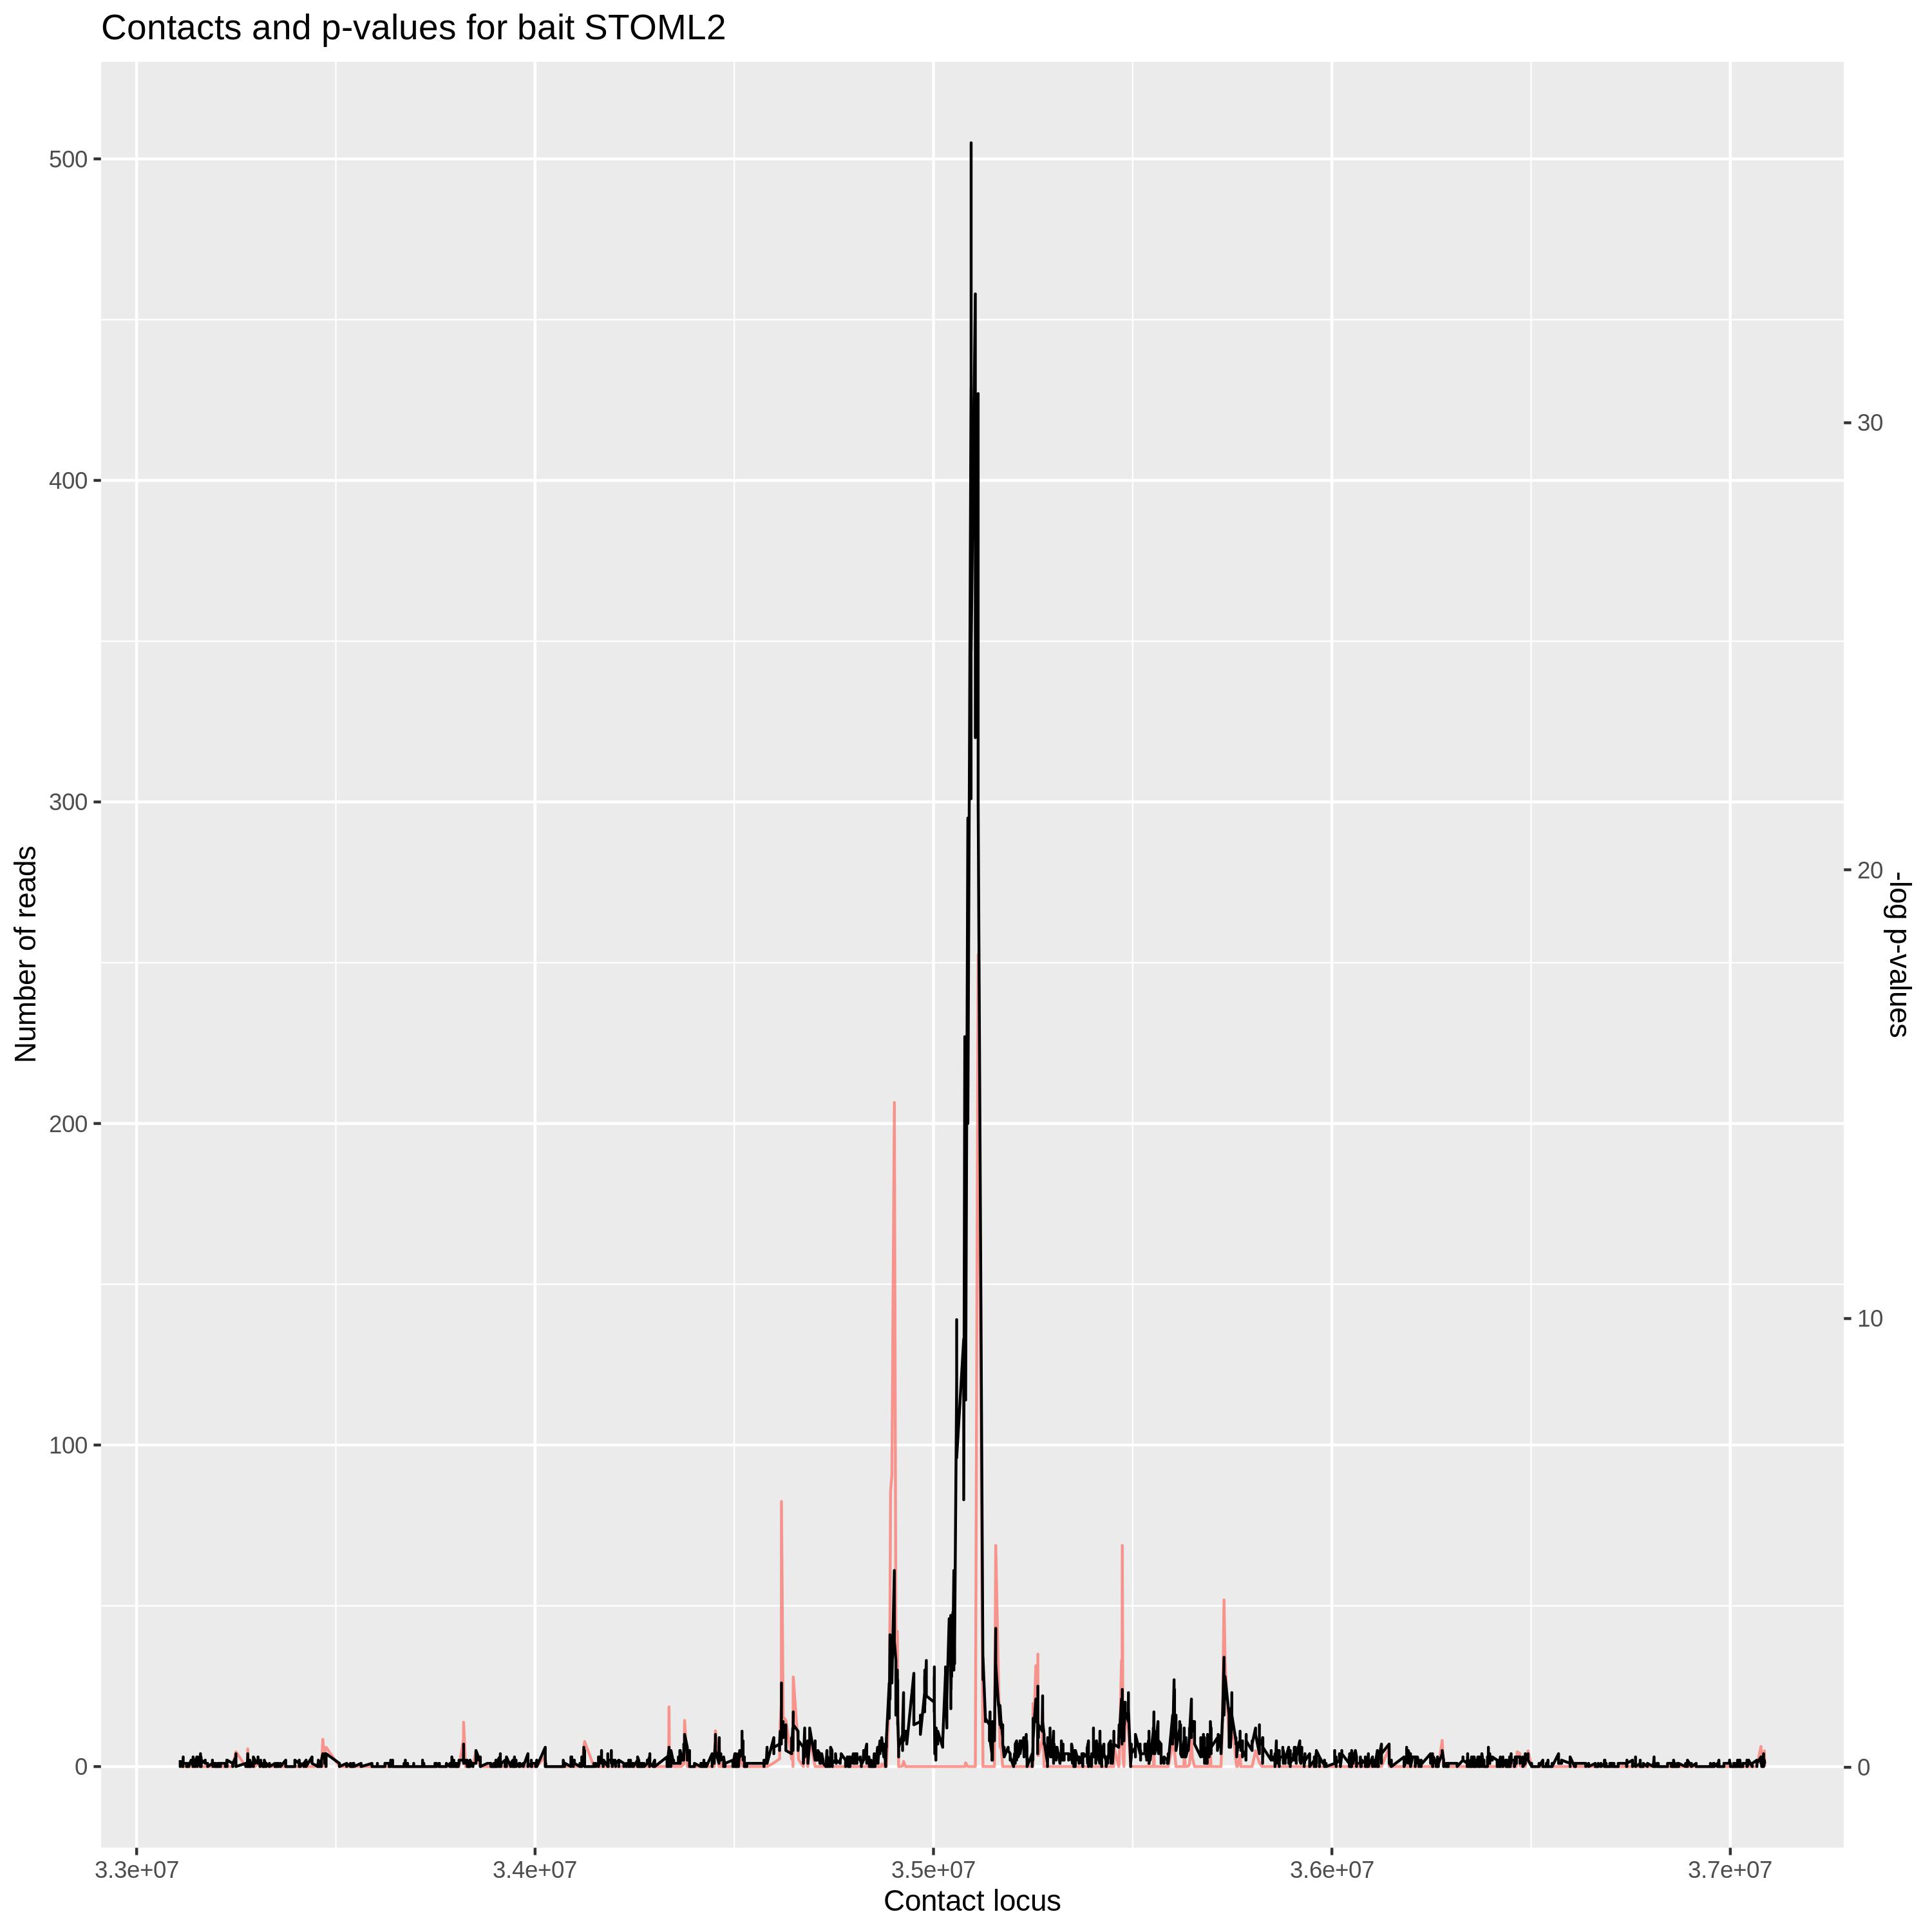 Contacts and p-values for bait STOML2
500
400
300
200
100
0
Number of reads
30
20
10
0
-log p-values
3.3e+07 3.4e+07 3.5e+07 3.6e+07 3.7e+07
Contact locus